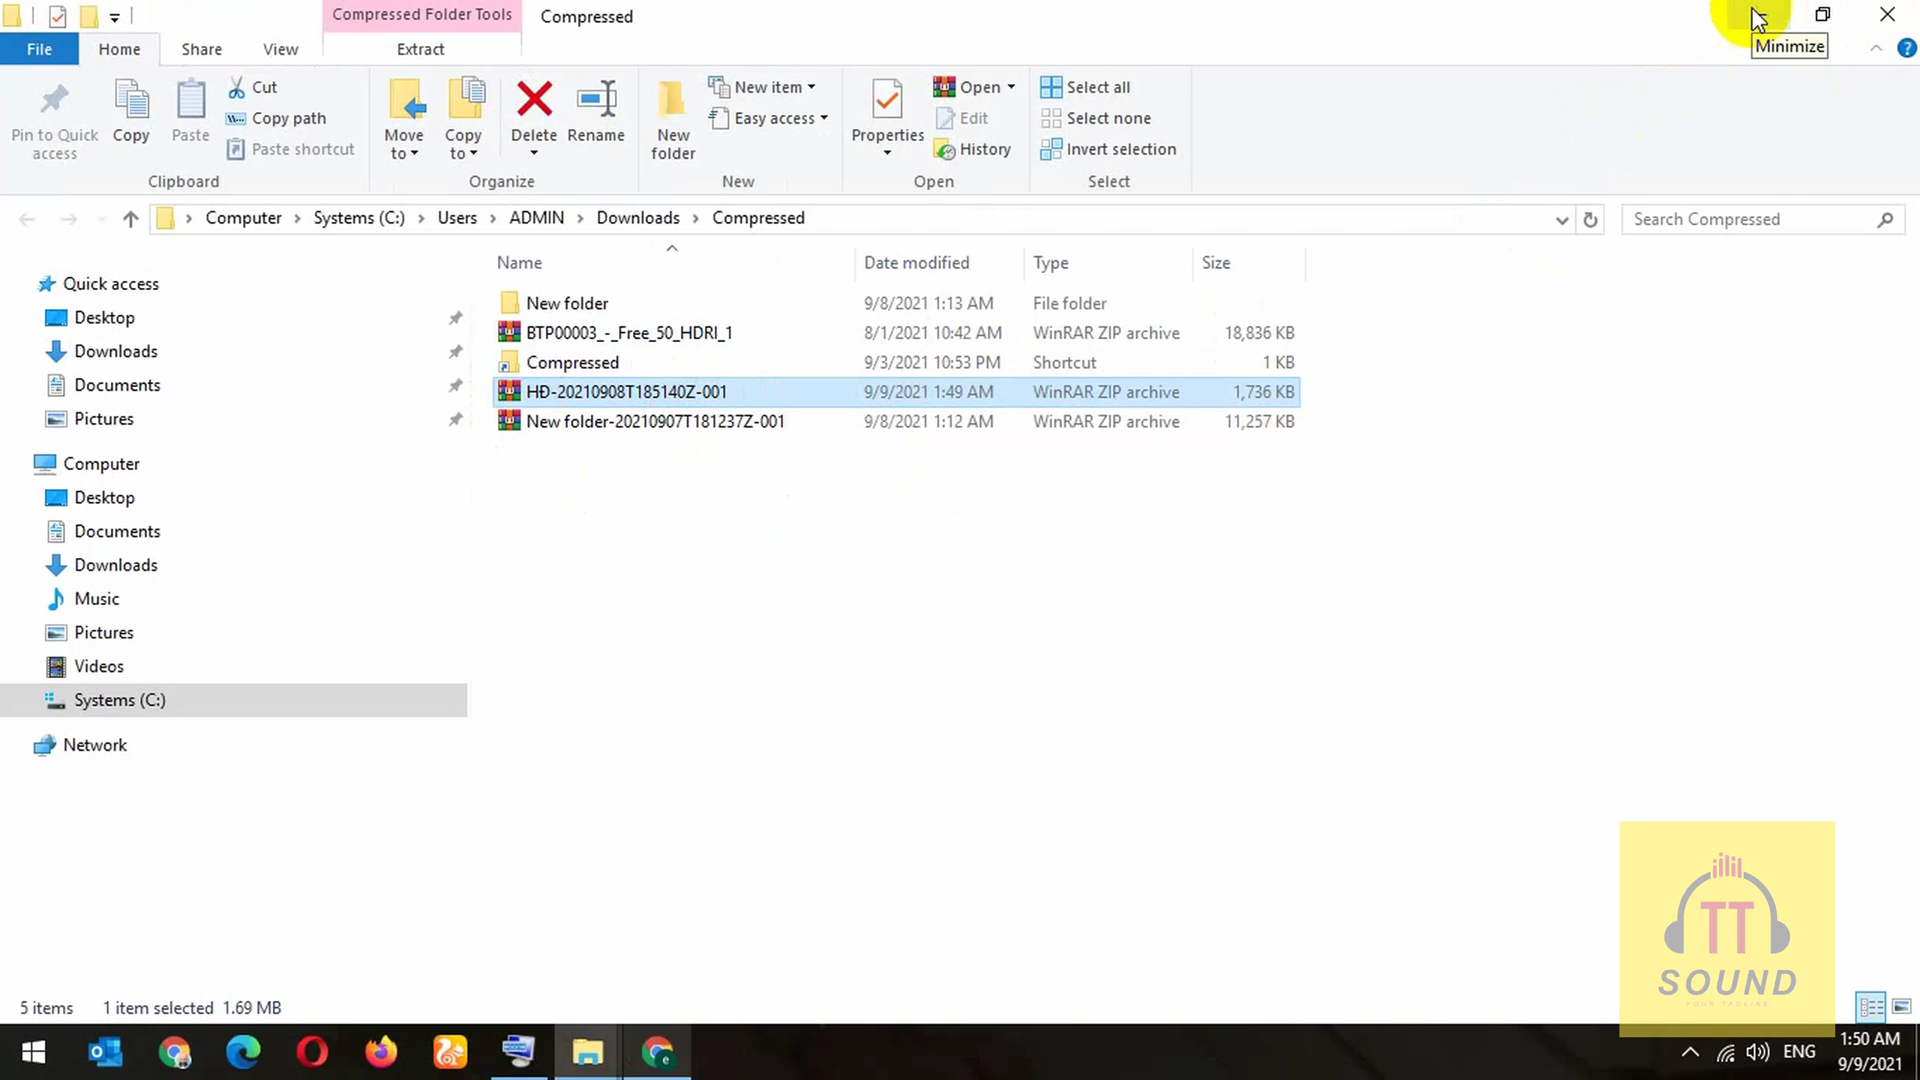 Compressed Folder Tools
Compressed
Minimize
File
Home
Share
View
Extract
Pin to Quick access
Copy
Paste
Cut
Copy path
Paste shortcut
Clipboard
Move to
Copy to
Delete
Rename
Organize
New folder
New item
Easy access
New
Properties
Open
Edit
History
Open
Select all
Select none
Invert selection
Select
Computer
Systems (C:)
Users
ADMIN
Downloads
Compressed
Search Compressed
Name
Date modified
Type
Size
New folder 9/8/2021 1:13 AM File folder
BTP00003_-_Free_50_HDRI_1 8/1/2021 10:42 AM WinRAR ZIP archive 18,836 KB
Compressed 9/3/2021 10:53 PM Shortcut 1 KB
HĐ-20210908T185140Z-001 9/9/2021 1:49 AM WinRAR ZIP archive 1,736 KB
New folder-20210907T181237Z-001 9/8/2021 1:12 AM WinRAR ZIP archive 11,257 KB
Quick access
Desktop
Downloads
Documents
Pictures
Computer
Desktop
Documents
Downloads
Music
Pictures
Videos
Systems (C:)
Network
TT
SOUND
YOUR TAGLINE
5 items
1 item selected 1.69 MB
ENG
1:50 AM
9/9/2021